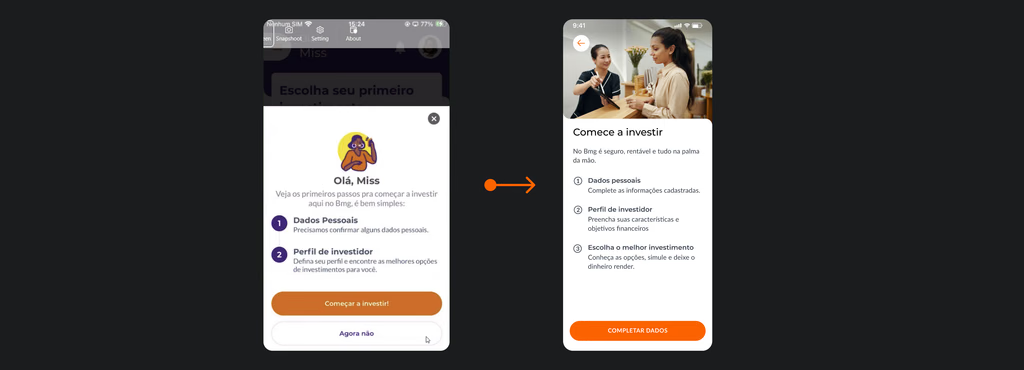 Nenhum SIM
15:24
77%
Snapshoot
Setting
About
Miss
Escolha seu primeiro
Olá, Miss
Veja os primeiros passos pra começar a investir
aqui no Bmg, é bem simples:
1
Dados Pessoais
Precisamos confirmar alguns dados pessoais.
2
Perfil de investidor
Defina seu perfil e encontre as melhores opções
de investimentos para você.
Começar a investir!
Agora não
9:41
Comece a investir
No Bmg é seguro, rentável e tudo na palma
da mão.
1
Dados pessoais
Complete as informações cadastradas.
2
Perfil de investidor
Preencha suas características e
objetivos financeiros
3
Escolha o melhor investimento
Conheça as opções, simule e deixe o
dinheiro render.
COMPLETAR DADOS